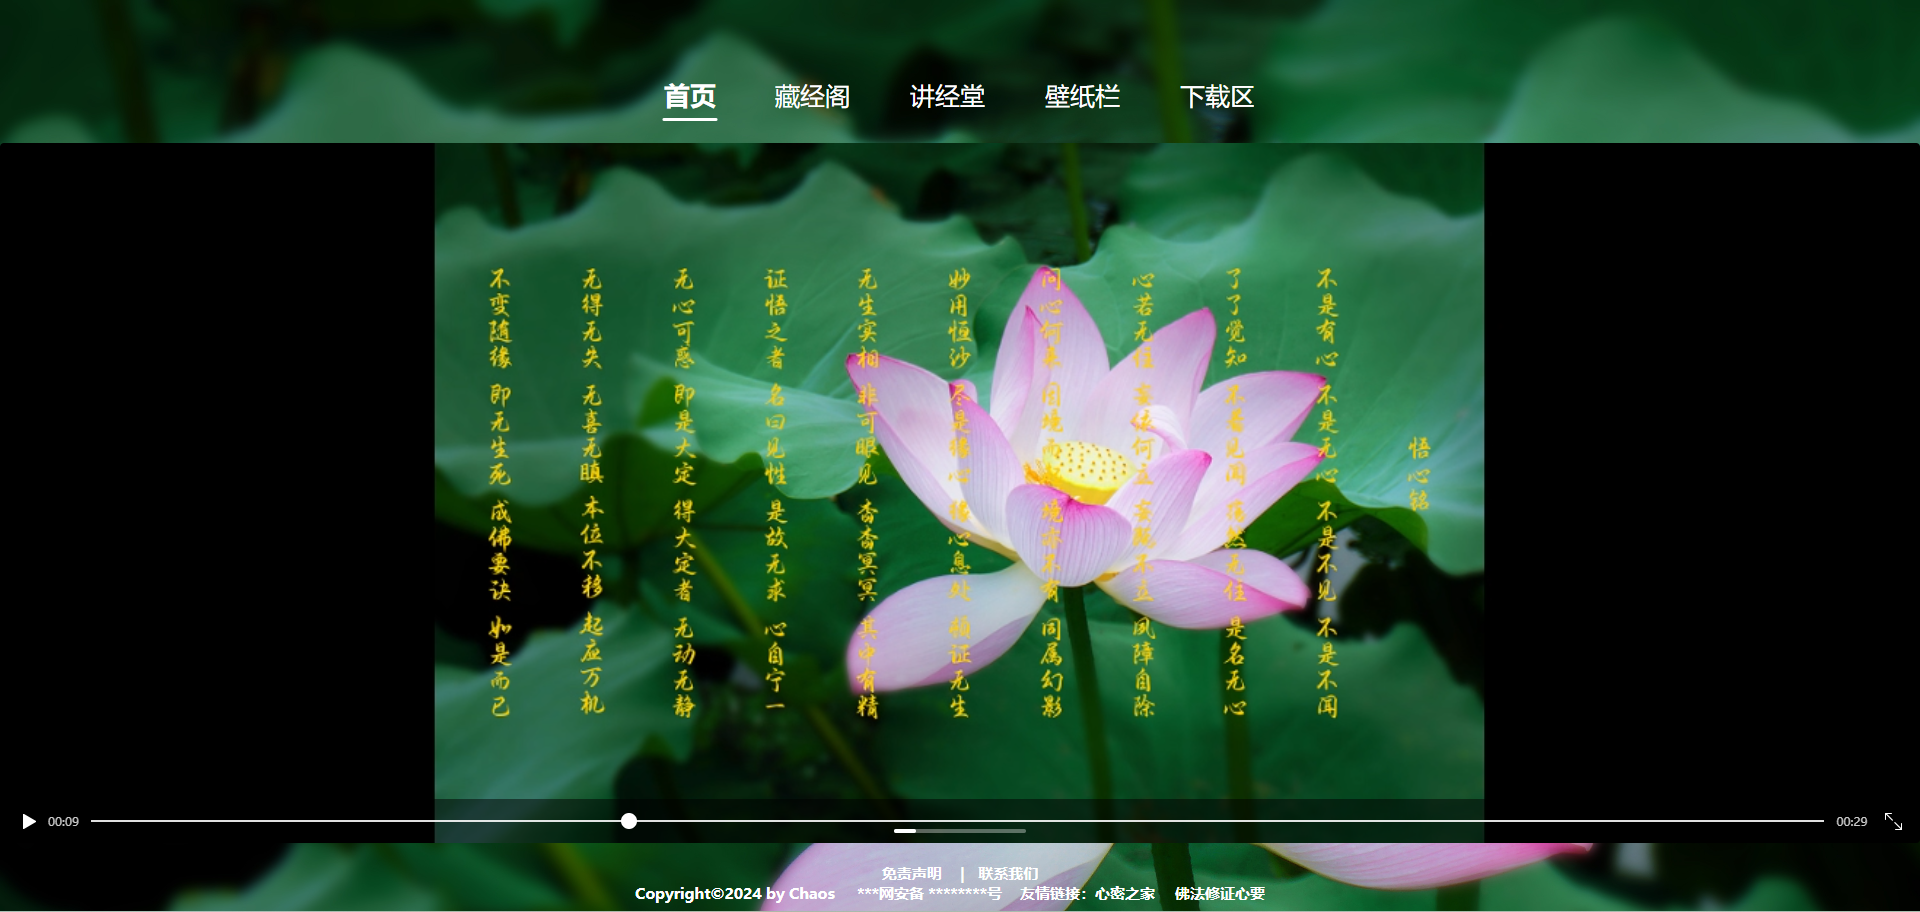 首页 藏经阁 讲经堂 壁纸栏 下载区
悟心铭
不是有心 不是无心 不是不见 不是不闻
了了觉知 不着见闻 荡然无住 是名无心
心若无住 妄依何立 妄既不立 夙障自除
问心何来 因境而起 境亦不有 同属幻影
妙用恒沙 尽是缘心 缘心息处 顿证无生
无生实相 非可眼见 杳杳冥冥 其中有精
证悟之者 名曰见性 是故无求 心自宁一
无心可惑 即是大定 得大定者 无动无静
无得无失 无喜无瞋 本位不移 起应万机
不变随缘 即无生死 成佛要诀 如是而已
00:09 00:29
免责声明 | 联系我们
Copyright©2024 by Chaos ***网安备 ********号 友情链接：心密之家 佛法修证心要